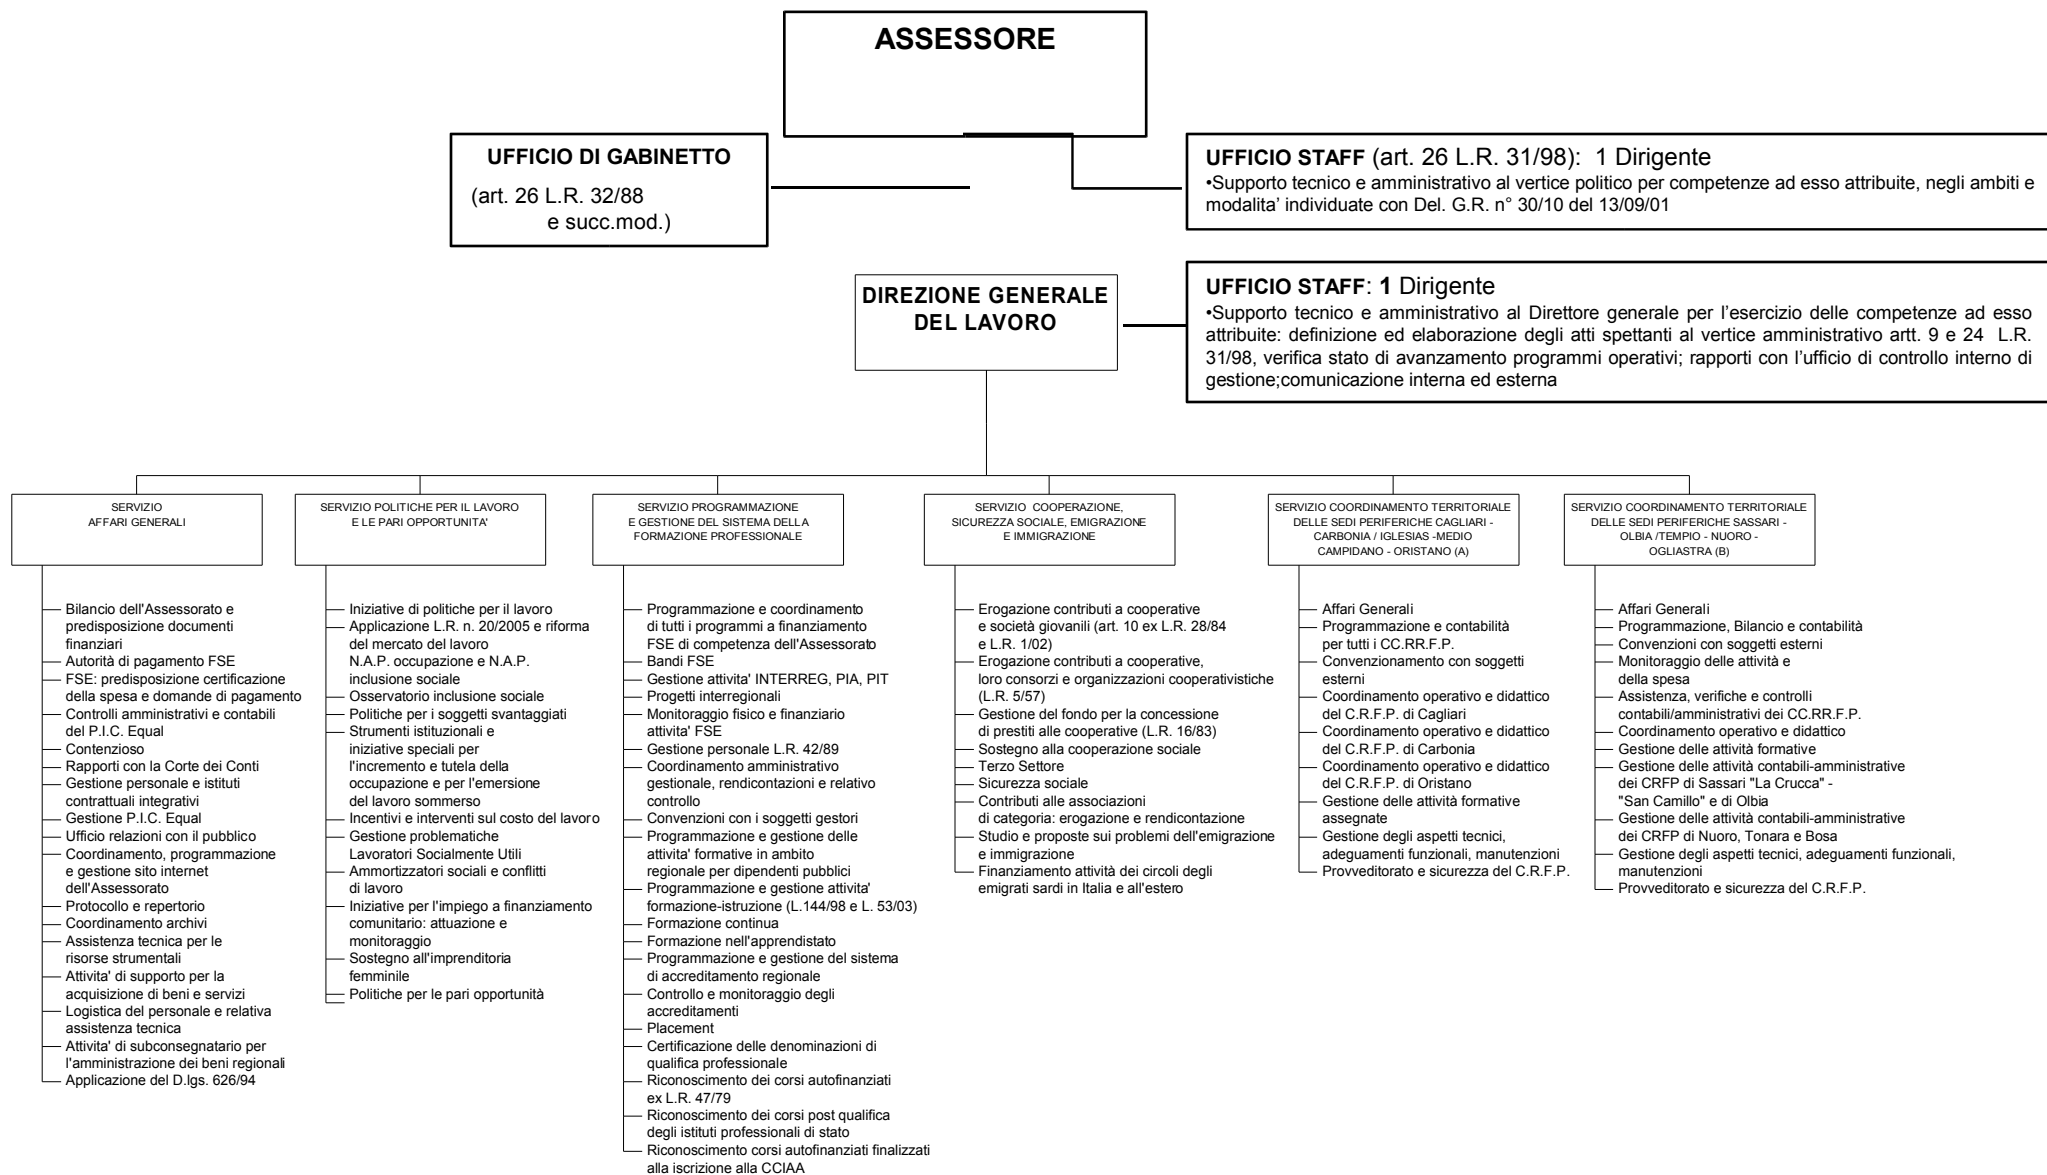 ASSESSORE
UFFICIO DI GABINETTO
(art. 26 L.R. 32/88
e succ.mod.)
UFFICIO STAFF (art. 26 L.R. 31/98): 1 Dirigente
•Supporto tecnico e amministrativo al vertice politico per competenze ad esso attribuite, negli ambiti e
modalita’ individuate con Del. G.R. n° 30/10 del 13/09/01
DIREZIONE GENERALE
DEL LAVORO
UFFICIO STAFF: 1 Dirigente
•Supporto tecnico e amministrativo al Direttore generale per l’esercizio delle competenze ad esso
attribuite: definizione ed elaborazione degli atti spettanti al vertice amministrativo artt. 9 e 24 L.R.
31/98, verifica stato di avanzamento programmi operativi; rapporti con l’ufficio di controllo interno di
gestione;comunicazione interna ed esterna
SERVIZIO
AFFARI GENERALI
Bilancio dell'Assessorato e
predisposizione documenti
finanziari
Autorità di pagamento FSE
FSE: predisposizione certificazione
della spesa e domande di pagamento
Controlli amministrativi e contabili
del P.I.C. Equal
Contenzioso
Rapporti con la Corte dei Conti
Gestione personale e istituti
contrattuali integrativi
Gestione P.I.C. Equal
Ufficio relazioni con il pubblico
Coordinamento, programmazione
e gestione sito internet
dell'Assessorato
Protocollo e repertorio
Coordinamento archivi
Assistenza tecnica per le
risorse strumentali
Attivita' di supporto per la
acquisizione di beni e servizi
Logistica del personale e relativa
assistenza tecnica
Attivita' di subconsegnatario per
l'amministrazione dei beni regionali
Applicazione del D.lgs. 626/94
SERVIZIO POLITICHE PER IL LAVORO
E LE PARI OPPORTUNITA'
Iniziative di politiche per il lavoro
Applicazione L.R. n. 20/2005 e riforma
del mercato del lavoro
N.A.P. occupazione e N.A.P.
inclusione sociale
Osservatorio inclusione sociale
Politiche per i soggetti svantaggiati
Strumenti istituzionali e
iniziative speciali per
l'incremento e tutela della
occupazione e per l'emersione
del lavoro sommerso
Incentivi e interventi sul costo del lavoro
Gestione problematiche
Lavoratori Socialmente Utili
Ammortizzatori sociali e conflitti
di lavoro
Iniziative per l'impiego a finanziamento
comunitario: attuazione e
monitoraggio
Sostegno all'imprenditoria
femminile
Politiche per le pari opportunità
SERVIZIO PROGRAMMAZIONE
E GESTIONE DEL SISTEMA DELLA
FORMAZIONE PROFESSIONALE
Programmazione e coordinamento
di tutti i programmi a finanziamento
FSE di competenza dell'Assessorato
Bandi FSE
Gestione attivita' INTERREG, PIA, PIT
Progetti interregionali
Monitoraggio fisico e finanziario
attivita' FSE
Gestione personale L.R. 42/89
Coordinamento amministrativo
gestionale, rendicontazioni e relativo
controllo
Convenzioni con i soggetti gestori
Programmazione e gestione delle
attivita' formative in ambito
regionale per dipendenti pubblici
Programmazione e gestione attivita'
formazione-istruzione (L.144/98 e L. 53/03)
Formazione continua
Formazione nell'apprendistato
Programmazione e gestione del sistema
di accreditamento regionale
Controllo e monitoraggio degli
accreditamenti
Placement
Certificazione delle denominazioni di
qualifica professionale
Riconoscimento dei corsi autofinanziati
ex L.R. 47/79
Riconoscimento dei corsi post qualifica
degli istituti professionali di stato
Riconoscimento corsi autofinanziati finalizzati
alla iscrizione alla CCIAA
SERVIZIO COOPERAZIONE,
SICUREZZA SOCIALE, EMIGRAZIONE
E IMMIGRAZIONE
Erogazione contributi a cooperative
e società giovanili (art. 10 ex L.R. 28/84
e L.R. 1/02)
Erogazione contributi a cooperative,
loro consorzi e organizzazioni cooperativistiche
(L.R. 5/57)
Gestione del fondo per la concessione
di prestiti alle cooperative (L.R. 16/83)
Sostegno alla cooperazione sociale
Terzo Settore
Sicurezza sociale
Contributi alle associazioni
di categoria: erogazione e rendicontazione
Studio e proposte sui problemi dell'emigrazione
e immigrazione
Finanziamento attività dei circoli degli
emigrati sardi in Italia e all'estero
SERVIZIO COORDINAMENTO TERRITORIALE
DELLE SEDI PERIFERICHE CAGLIARI -
CARBONIA / IGLESIAS -MEDIO
CAMPIDANO - ORISTANO (A)
Affari Generali
Programmazione e contabilità
per tutti i CC.RR.F.P.
Convenzionamento con soggetti
esterni
Coordinamento operativo e didattico
del C.R.F.P. di Cagliari
Coordinamento operativo e didattico
del C.R.F.P. di Carbonia
Coordinamento operativo e didattico
del C.R.F.P. di Oristano
Gestione delle attività formative
assegnate
Gestione degli aspetti tecnici,
adeguamenti funzionali, manutenzioni
Provveditorato e sicurezza del C.R.F.P.
SERVIZIO COORDINAMENTO TERRITORIALE
DELLE SEDI PERIFERICHE SASSARI -
OLBIA /TEMPIO - NUORO -
OGLIASTRA (B)
Affari Generali
Programmazione, Bilancio e contabilità
Convenzioni con soggetti esterni
Monitoraggio delle attività e
della spesa
Assistenza, verifiche e controlli
contabili/amministrativi dei CC.RR.F.P.
Coordinamento operativo e didattico
Gestione delle attività formative
Gestione delle attività contabili-amministrative
dei CRFP di Sassari "La Crucca" -
"San Camillo" e di Olbia
Gestione delle attività contabili-amministrative
dei CRFP di Nuoro, Tonara e Bosa
Gestione degli aspetti tecnici, adeguamenti funzionali,
manutenzioni
Provveditorato e sicurezza del C.R.F.P.